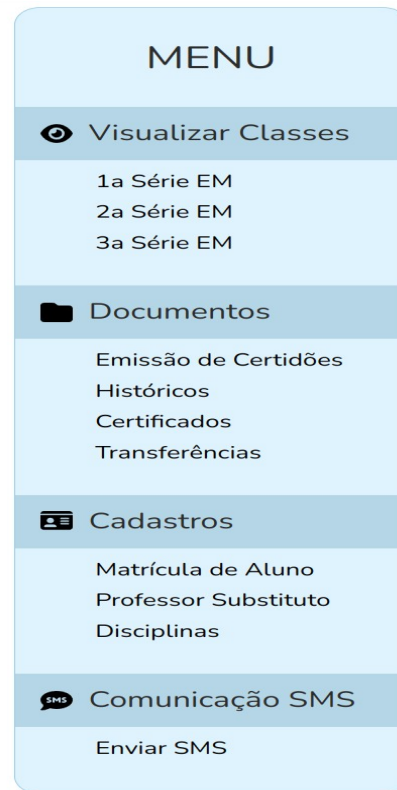 MENU
Visualizar Classes
1a Série EM
2a Série EM
3a Série EM
Documentos
Emissão de Certidões
Históricos
Certificados
Transferências
Cadastros
Matrícula de Aluno
Professor Substituto
Disciplinas
SMS Comunicação SMS
Enviar SMS